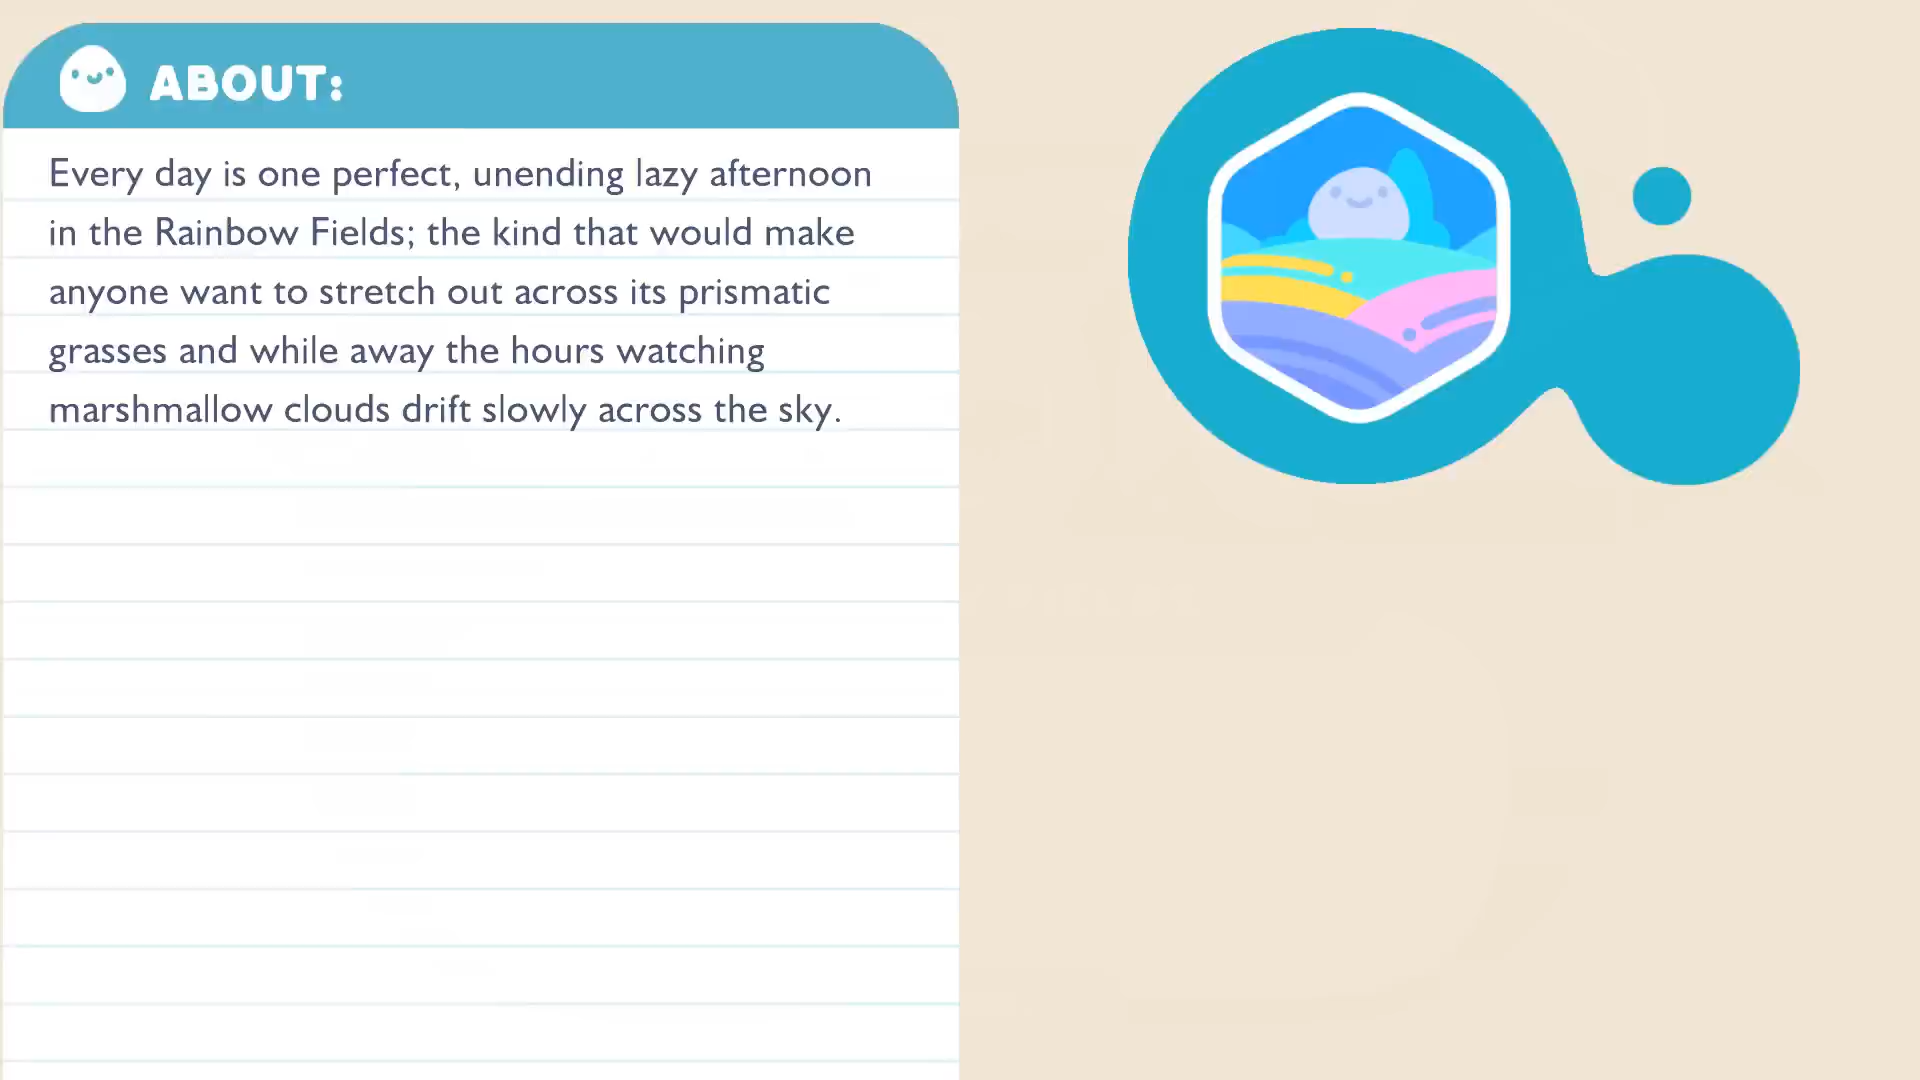 ABOUT:
Every day is one perfect, unending lazy afternoon
in the Rainbow Fields; the kind that would make
anyone want to stretch out across its prismatic
grasses and while away the hours watching
marshmallow clouds drift slowly across the sky.